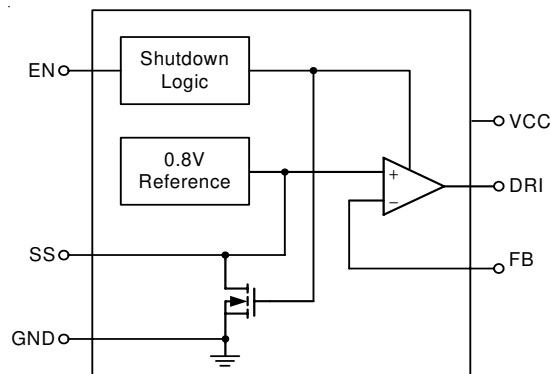 EN
Shutdown
Logic
VCC
0.8V
Reference
+
−
DRI
SS
FB
GND